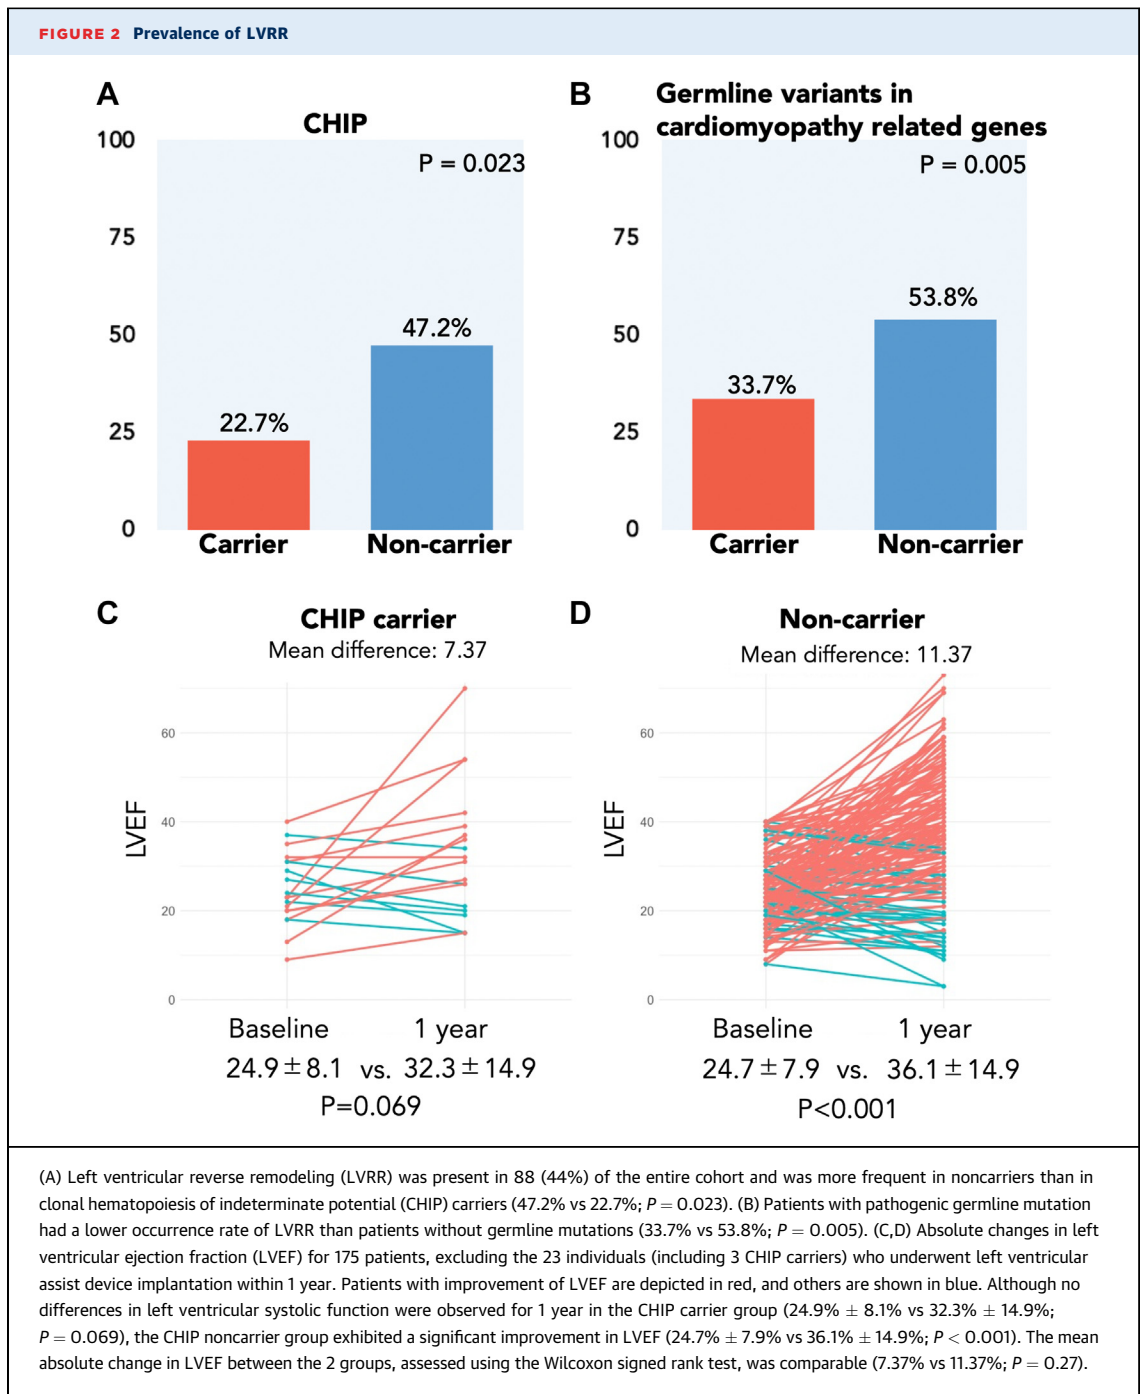 FIGURE 2 Prevalence of LVRR
A
CHIP
100
P = 0.023
75
50
47.2%
25
22.7%
0
Carrier Non-carrier
B
Germline variants in
cardiomyopathy related genes
100
P = 0.005
75
53.8%
50
33.7%
25
0
Carrier Non-carrier
C
CHIP carrier
Mean difference: 7.37
LVEF
60
40
20
0
Baseline 1 year
24.9 ± 8.1 vs. 32.3 ± 14.9
P=0.069
D
Non-carrier
Mean difference: 11.37
LVEF
60
40
20
0
Baseline 1 year
24.7 ± 7.9 vs. 36.1 ± 14.9
P<0.001
(A) Left ventricular reverse remodeling (LVRR) was present in 88 (44%) of the entire cohort and was more frequent in noncarriers than in
clonal hematopoiesis of indeterminate potential (CHIP) carriers (47.2% vs 22.7%; P = 0.023). (B) Patients with pathogenic germline mutation
had a lower occurrence rate of LVRR than patients without germline mutations (33.7% vs 53.8%; P = 0.005). (C,D) Absolute changes in left
ventricular ejection fraction (LVEF) for 175 patients, excluding the 23 individuals (including 3 CHIP carriers) who underwent left ventricular
assist device implantation within 1 year. Patients with improvement of LVEF are depicted in red, and others are shown in blue. Although no
differences in left ventricular systolic function were observed for 1 year in the CHIP carrier group (24.9% ± 8.1% vs 32.3% ± 14.9%;
P = 0.069), the CHIP noncarrier group exhibited a significant improvement in LVEF (24.7% ± 7.9% vs 36.1% ± 14.9%; P < 0.001). The mean
absolute change in LVEF between the 2 groups, assessed using the Wilcoxon signed rank test, was comparable (7.37% vs 11.37%; P = 0.27).